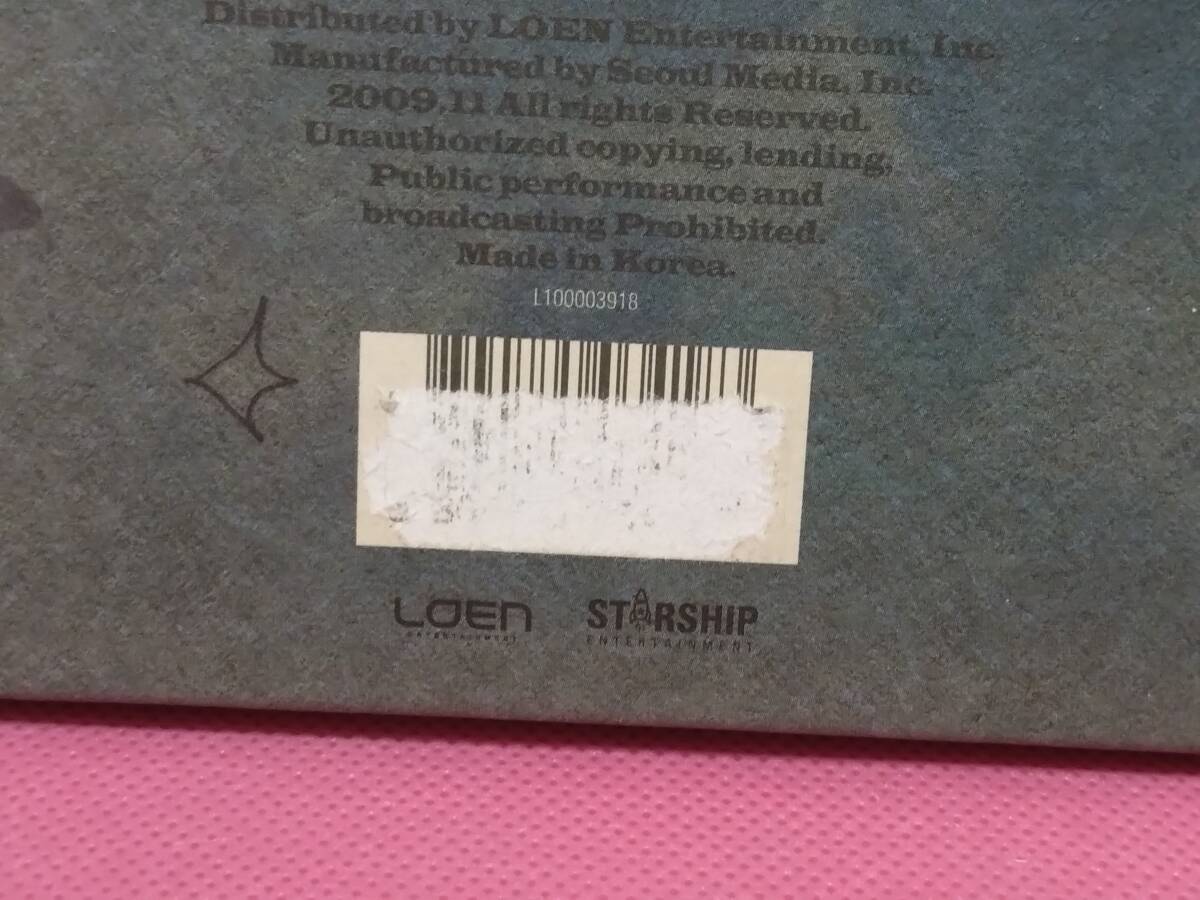 Distributed by LOEN Entertainment, Inc.
Manufactured by Seoul Media, Inc.
2009.11 All rights Reserved.
Unauthorized copying, lending,
Public performance and
broadcasting Prohibited.
Made in Korea.
L100003918
LOEN
ENTERTAINMENT
STARSHIP
ENTERTAINMENT